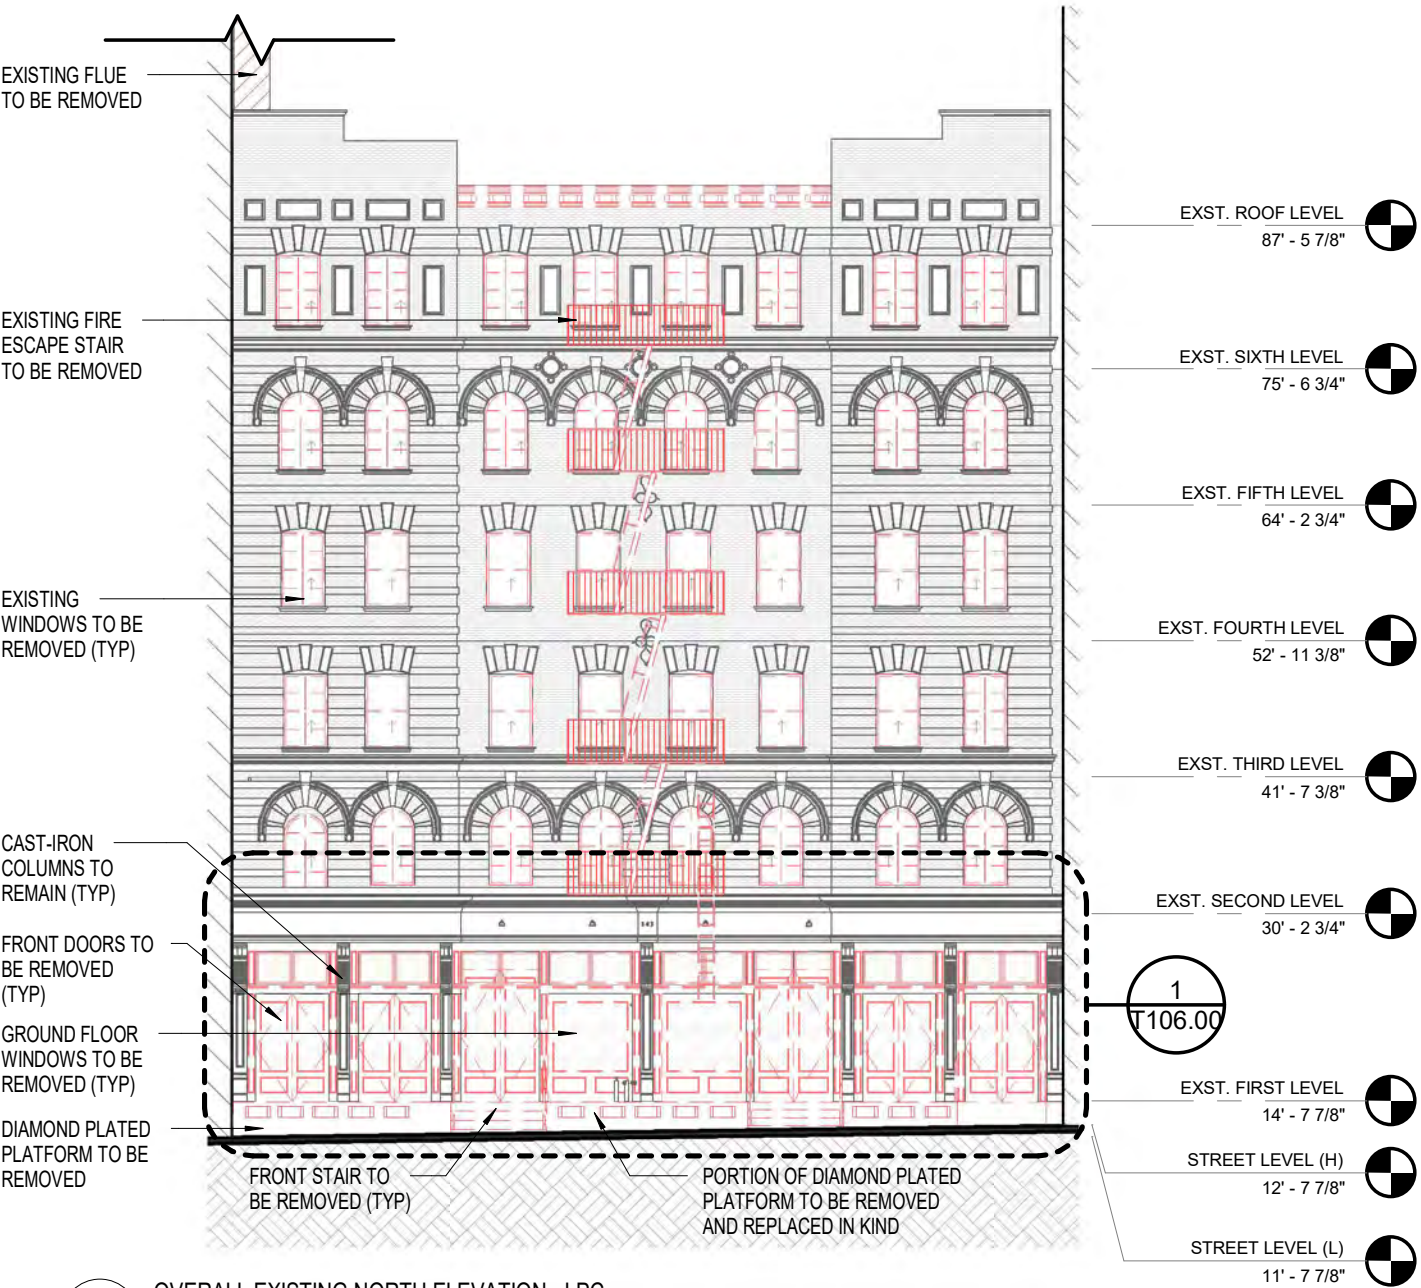 EXISTING FLUE
TO BE REMOVED
EXST. ROOF LEVEL
87' - 5 7/8"
EXISTING FIRE
ESCAPE STAIR
TO BE REMOVED
EXST. SIXTH LEVEL
75' - 6 3/4"
EXST. FIFTH LEVEL
64' - 2 3/4"
EXISTING
WINDOWS TO BE
REMOVED (TYP)
EXST. FOURTH LEVEL
52' - 11 3/8"
EXST. THIRD LEVEL
41' - 7 3/8"
CAST-IRON
COLUMNS TO
REMAIN (TYP)
EXST. SECOND LEVEL
30' - 2 3/4"
143
FRONT DOORS TO
BE REMOVED
(TYP)
1
T106.00
GROUND FLOOR
WINDOWS TO BE
REMOVED (TYP)
EXST. FIRST LEVEL
14' - 7 7/8"
DIAMOND PLATED
PLATFORM TO BE
REMOVED
STREET LEVEL (H)
12' - 7 7/8"
FRONT STAIR TO
BE REMOVED (TYP)
PORTION OF DIAMOND PLATED
PLATFORM TO BE REMOVED
AND REPLACED IN KIND
STREET LEVEL (L)
11' - 7 7/8"
OVERALL EXISTING NORTH ELEVATION - LPC